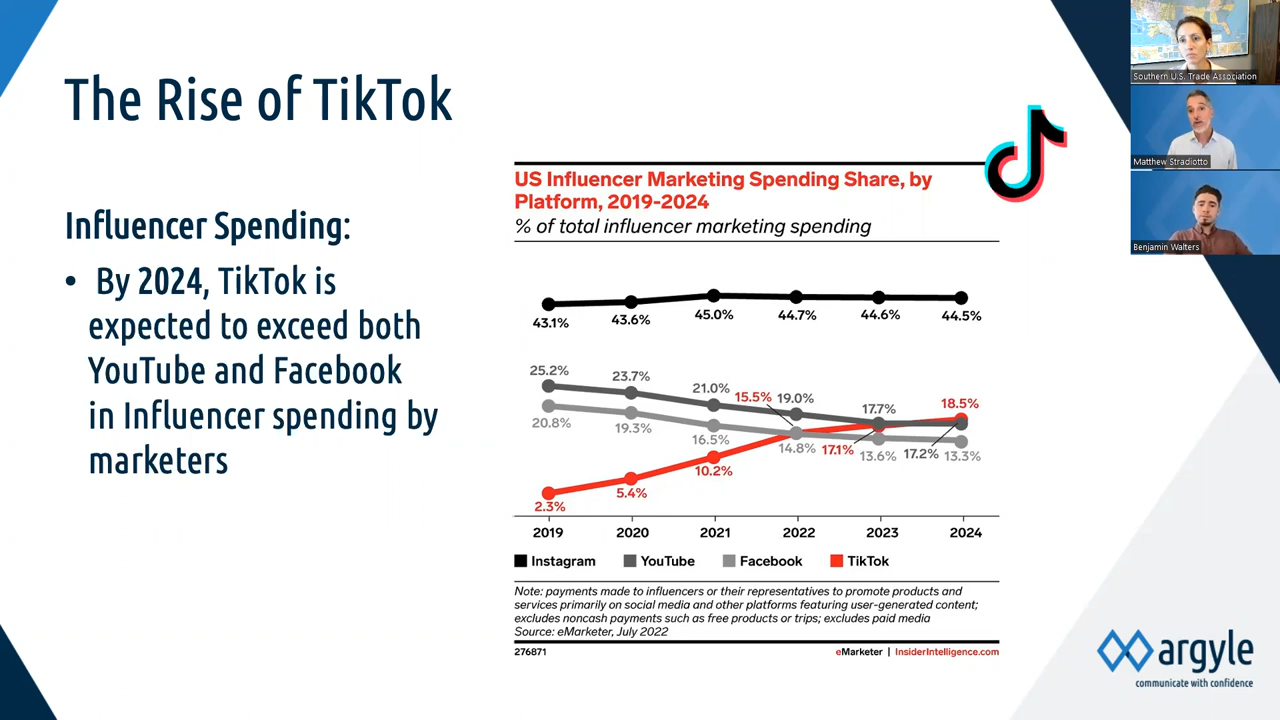 The Rise of TikTok
Influencer Spending:
• By 2024, TikTok is
expected to exceed both
YouTube and Facebook
in Influencer spending by
marketers
US Influencer Marketing Spending Share, by
Platform, 2019-2024
% of total influencer marketing spending
43.1% 43.6% 45.0% 44.7% 44.6% 44.5%
25.2% 23.7% 21.0% 19.0% 17.7% 17.2%
20.8% 19.3% 16.5% 14.8% 13.6% 13.3%
2.3% 5.4% 10.2% 15.5% 17.1% 18.5%
2019 2020 2021 2022 2023 2024
Instagram YouTube Facebook TikTok
Note: payments made to influencers or their representatives to promote products and
services primarily on social media and other platforms featuring user-generated content;
excludes noncash payments such as free products or trips; excludes paid media
Source: eMarketer, July 2022
276871 eMarketer | InsiderIntelligence.com
Southern U.S. Trade Association
Matthew Stradiotto
Benjamin Walters
argyle
communicate with confidence